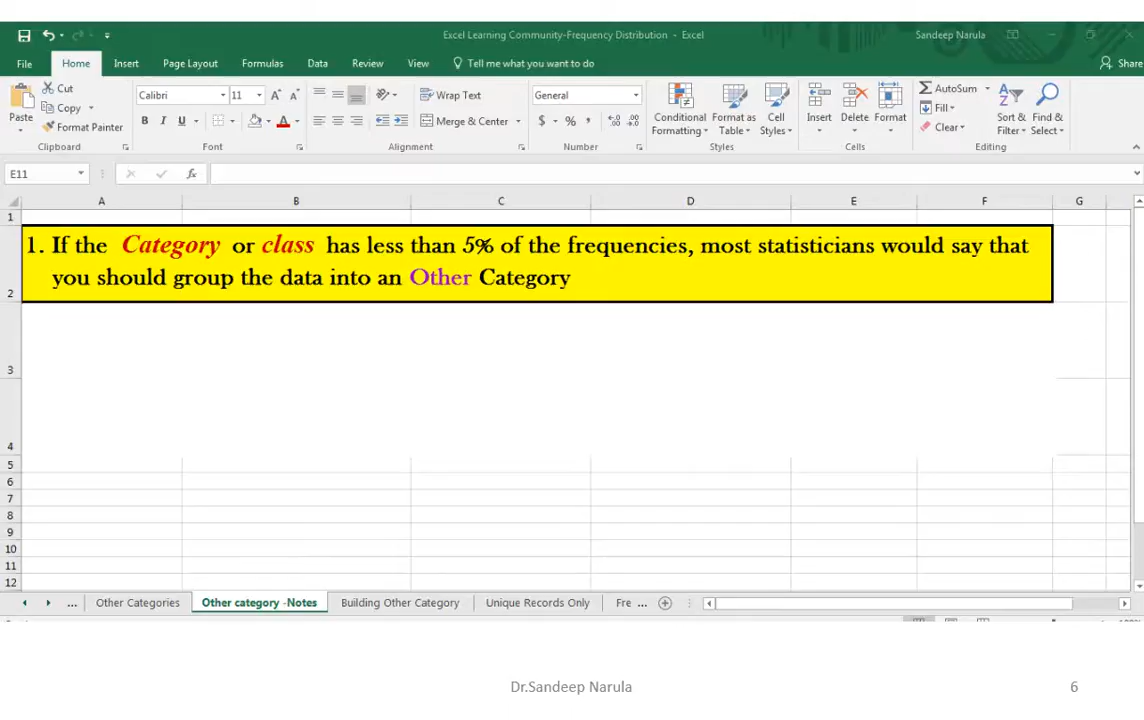 Excel Learning Community-Frequency Distribution - Excel
Sandeep Narula
File Home Insert Page Layout Formulas Data Review View Tell me what you want to do Share
Paste
Cut
Copy
Format Painter
Clipboard
Calibri 11
B I U A
Font
Wrap Text
Merge & Center
Alignment
General
$ % ,
Number
Conditional Formatting
Format as Table
Cell Styles
Styles
Insert Delete Format
Cells
AutoSum
Fill
Clear
Sort & Filter
Find & Select
Editing
E11 fx
A B C D E F G
1
2
1. If the Category or class has less than 5% of the frequencies, most statisticians would say that
you should group the data into an Other Category
3
4
5
6
7
8
9
10
11
12
... Other Categories Other category -Notes Building Other Category Unique Records Only Fre ...
Dr.Sandeep Narula 6